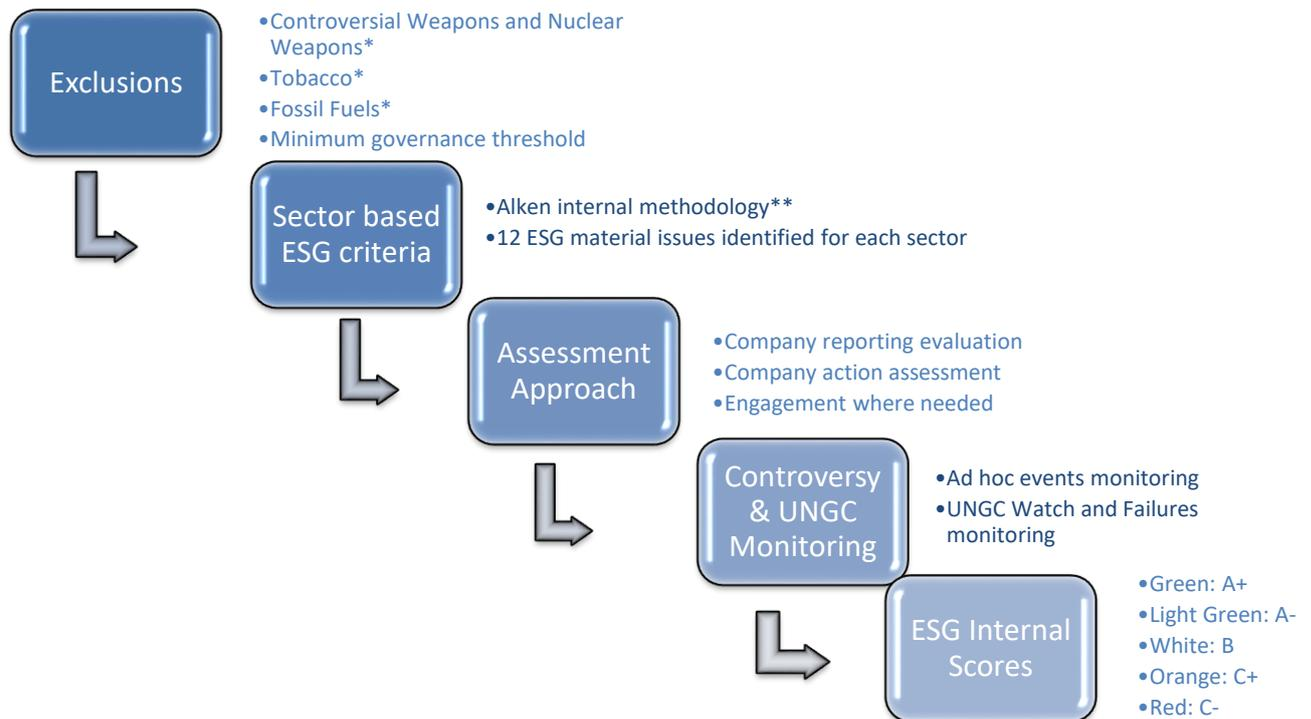 Exclusions
•Controversial Weapons and Nuclear
Weapons*
•Tobacco*
•Fossil Fuels*
•Minimum governance threshold
Sector based
ESG criteria
•Alken internal methodology**
•12 ESG material issues identified for each sector
Assessment
Approach
•Company reporting evaluation
•Company action assessment
•Engagement where needed
Controversy
& UNGC
Monitoring
•Ad hoc events monitoring
•UNGC Watch and Failures
monitoring
ESG Internal
Scores
•Green: A+
•Light Green: A-
•White: B
•Orange: C+
•Red: C-